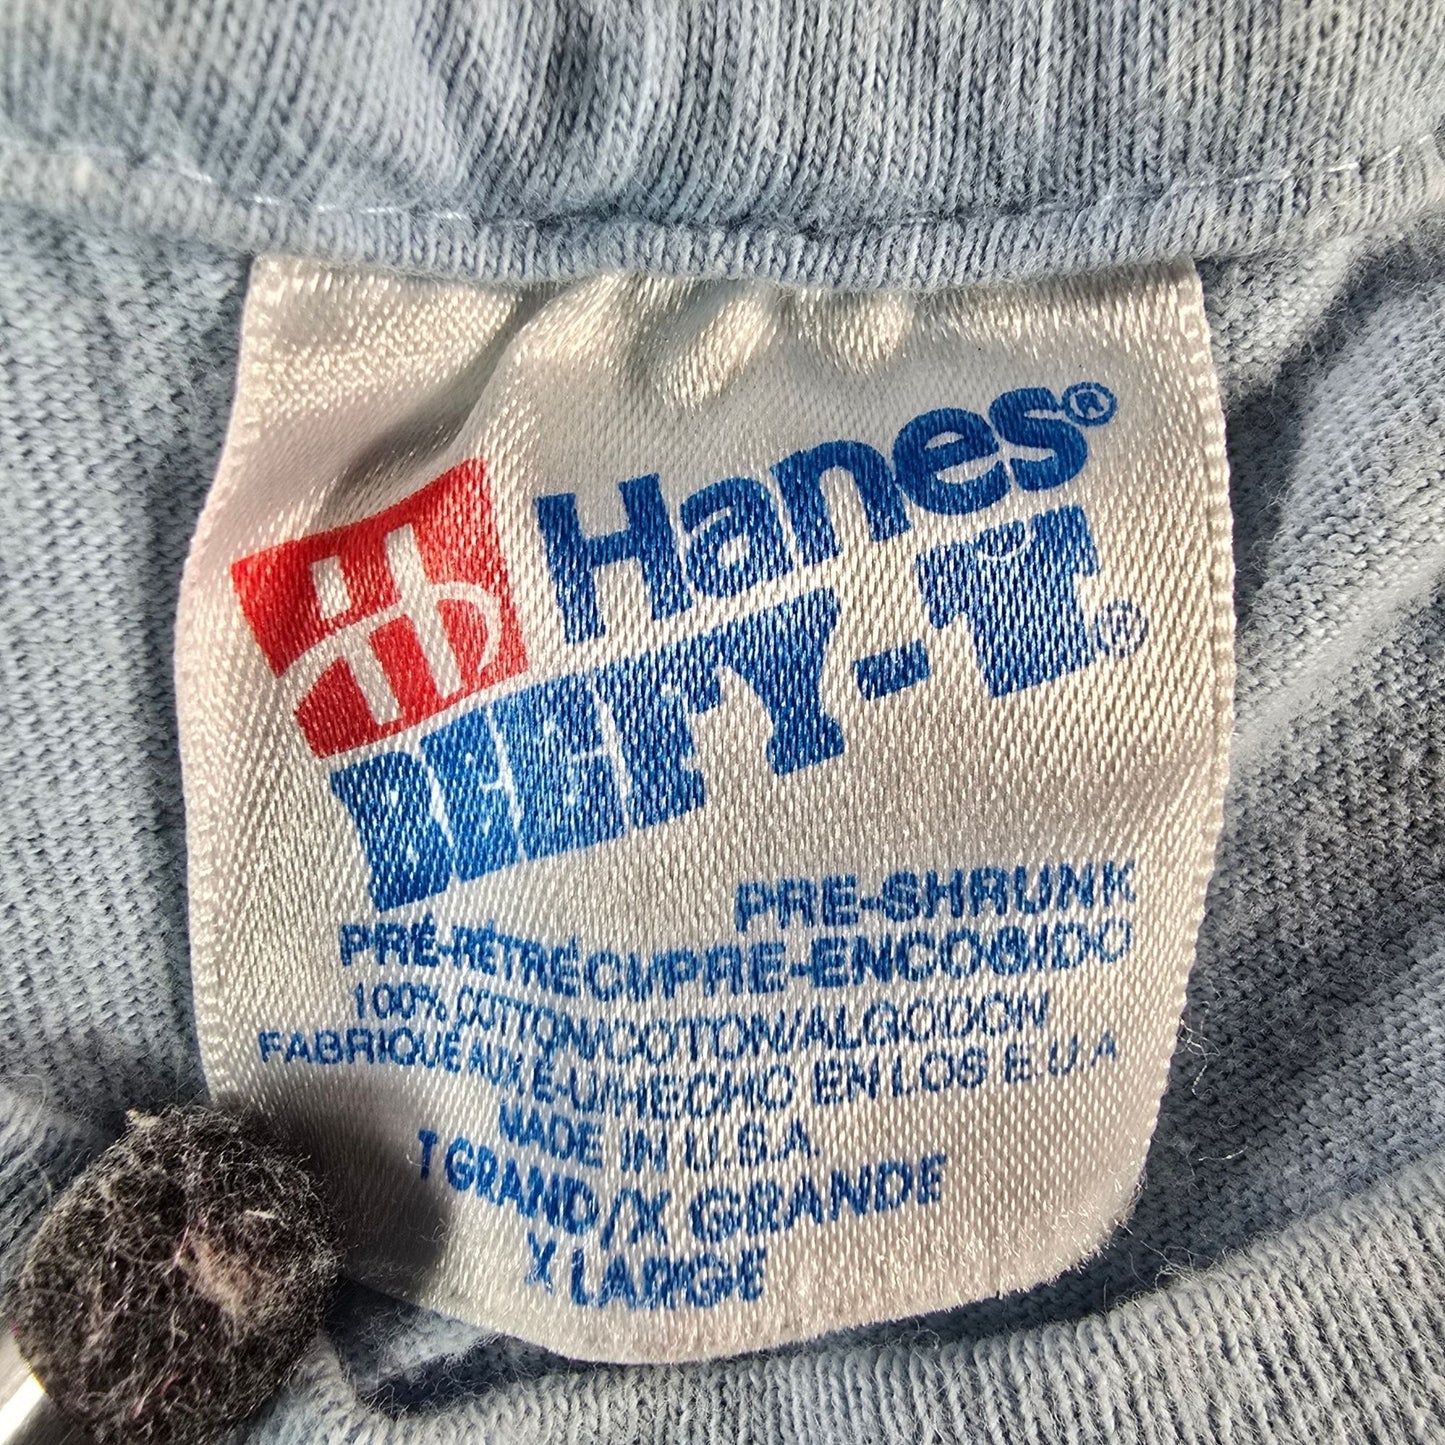 Hanes®
BEEFY-T®
PRE-SHRUNK
PRÉ-RÉTRÉCI/PRE-ENCOGIDO
100% COTTON/COTON/ALGODON
FABRIQUÉ AUX É-U/HECHO EN LOS E.U.A
MADE IN U.S.A
T GRAND/X GRANDE
X LARGE